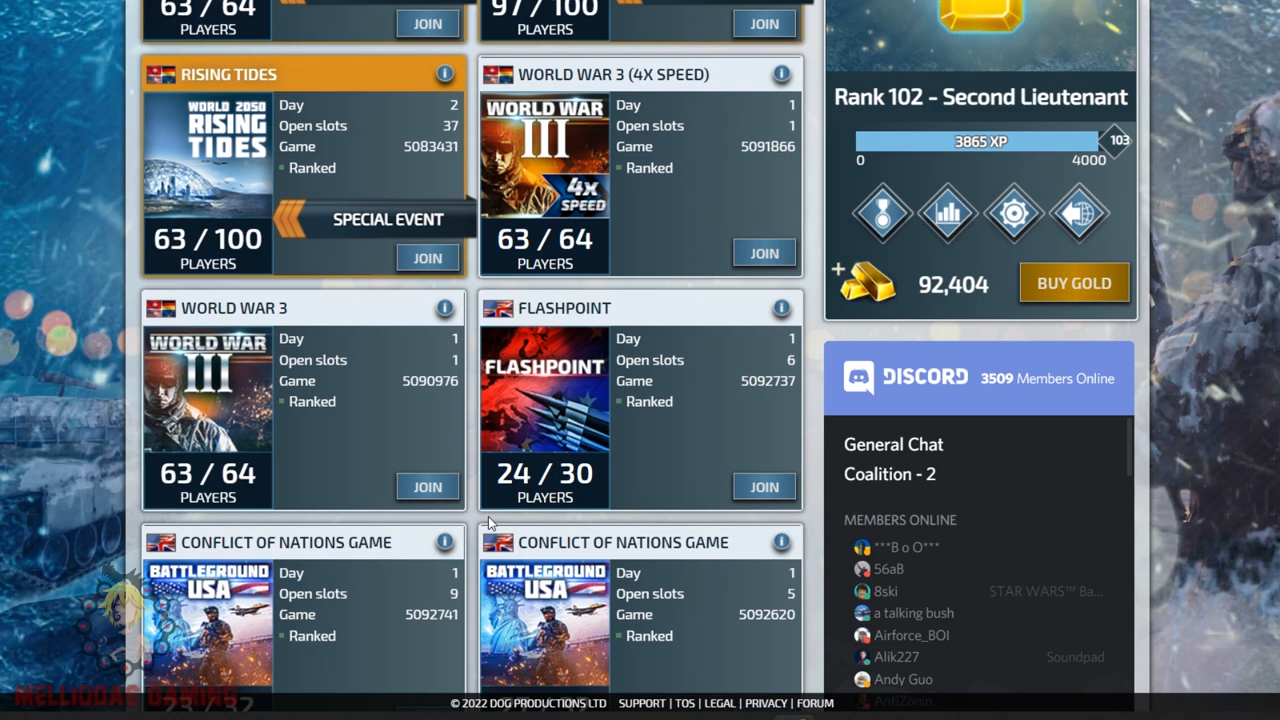 63 / 64
PLAYERS
JOIN
97 / 100
PLAYERS
JOIN
RISING TIDES
WORLD 2050
RISING
TIDES
Day 2
Open slots 37
Game 5083431
Ranked
SPECIAL EVENT
63 / 100
PLAYERS
JOIN
WORLD WAR 3 (4X SPEED)
WORLD WAR
III
4X
SPEED
Day 1
Open slots 1
Game 5091866
Ranked
63 / 64
PLAYERS
JOIN
WORLD WAR 3
WORLD WAR
III
Day 1
Open slots 1
Game 5090976
Ranked
63 / 64
PLAYERS
JOIN
FLASHPOINT
FLASHPOINT
Day 1
Open slots 6
Game 5092737
Ranked
24 / 30
PLAYERS
JOIN
CONFLICT OF NATIONS GAME
BATTLEGROUND
USA
Day 1
Open slots 9
Game 5092741
Ranked
23 / 32
CONFLICT OF NATIONS GAME
BATTLEGROUND
USA
Day 1
Open slots 5
Game 5092620
Ranked
Rank 102 - Second Lieutenant
3865 XP
103
0 4000
92,404
BUY GOLD
DISCORD 3509 Members Online
General Chat
Coalition - 2
MEMBERS ONLINE
***B o O***
56aB
8ski STAR WARS™ Ba...
a talking bush
Airforce_BOI
Alik227 Soundpad
Andy Guo
AntiZonin
MELLIODAC GAMING
© 2022 DOG PRODUCTIONS LTD SUPPORT | TOS | LEGAL | PRIVACY | FORUM